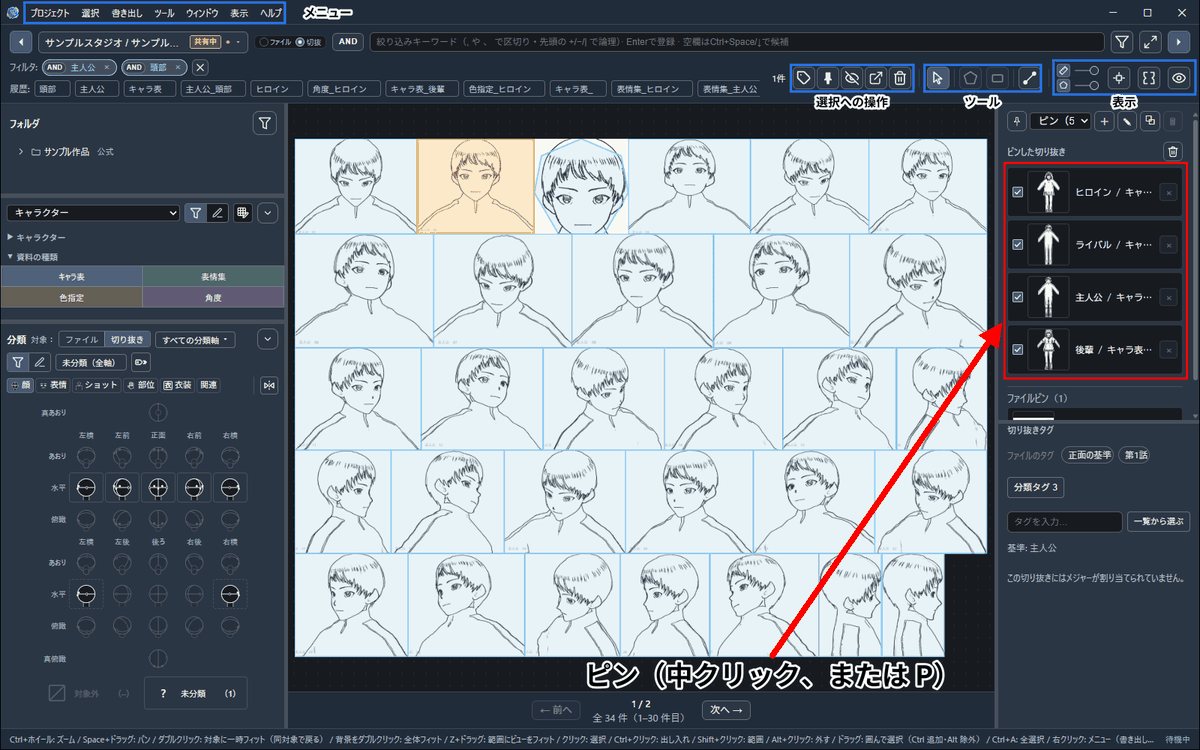 プロジェクト 選択 書き出し ツール ウィンドウ 表示 ヘルプ メニュー
サンプルスタジオ / サンプル... 共有中 ファイル 切抜 AND 絞り込みキーワード（, や 、 で区切り・先頭の +/−/| で論理）Enterで登録 · 空欄はCtrl+Space/↓で候補
フィルタ: AND 主人公 × AND 頭部 ×
履歴: 頭部 主人公 キャラ表 主人公_頭部 ヒロイン 角度_ヒロイン キャラ表_後輩 色指定_ヒロイン キャラ表_ 表情集_ヒロイン 表情集_主人公
1件
選択への操作 ツール 表示
フォルダ
サンプル作品 公式
キャラクター
キャラクター
資料の種類
キャラ表 表情集
色指定 角度
分類 対象： ファイル 切り抜き すべての分類軸
未分類（全軸）
顔 表情 ショット 部位 衣装 関連
真あおり
左横 左前 正面 右前 右横
あおり
水平
俯瞰
左横 左後 後ろ 右後 右横
あおり
水平
俯瞰
真俯瞰
対象外 (–) ? 未分類 (1)
ピン（中クリック、または P）
←前へ 1 / 2 次へ→
全 34 件（1–30 件目）
ピン（5
ピンした切り抜き
ヒロイン / キャ…
ライバル / キャ…
主人公 / キャラ…
後輩 / キャラ表…
ファイルピン（1）
切り抜きタグ
ファイルのタグ 正面の基準 第1話
分類タグ 3
タグを入力... 一覧から選ぶ
基準: 主人公
この切り抜きにはメジャーが割り当てられていません。
Ctrl+ホイール: ズーム / Space+ドラッグ: パン / ダブルクリック: 対象に一時フィット（同対象で戻る） / 背景をダブルクリック: 全体フィット / Z+ドラッグ: 範囲にビューをフィット / クリック: 選択 / Ctrl+クリック: 出し入れ / Shift+クリック: 範囲 / Alt+クリック: 外す / ドラッグ: 囲んで選択（Ctrl 追加·Alt 除外） / Ctrl+A: 全選択 / 右クリック: メニュー（書き出し... 待機中